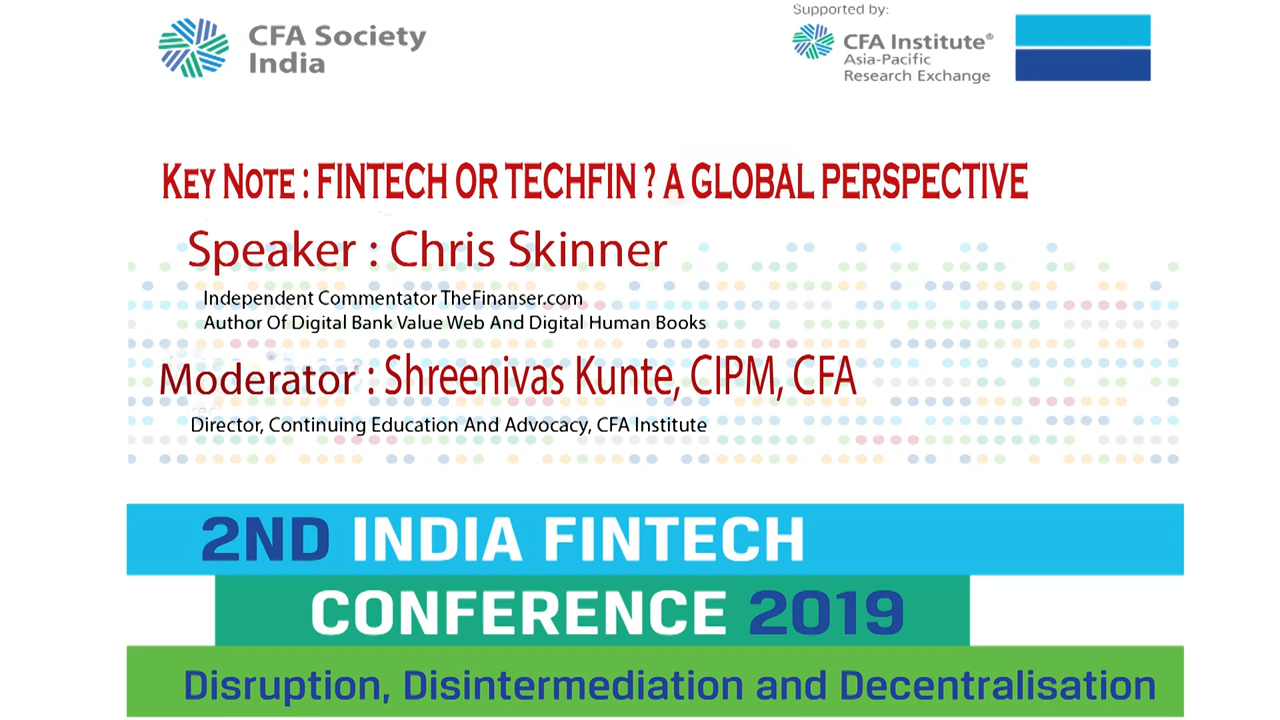 CFA Society
India
Supported by:
CFA Institute®
Asia-Pacific
Research Exchange
KEY NOTE : FINTECH OR TECHFIN ? A GLOBAL PERSPECTIVE
Speaker : Chris Skinner
Independent Commentator TheFinanser.com
Author Of Digital Bank Value Web And Digital Human Books
Moderator : Shreenivas Kunte, CIPM, CFA
Director, Continuing Education And Advocacy, CFA Institute
2ND INDIA FINTECH
CONFERENCE 2019
Disruption, Disintermediation and Decentralisation